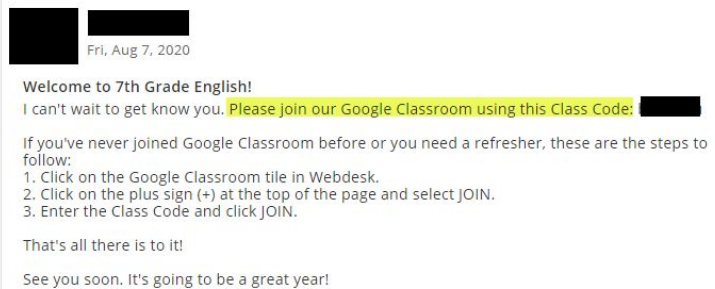 Fri, Aug 7, 2020
Welcome to 7th Grade English!
I can't wait to get know you. Please join our Google Classroom using this Class Code:
If you've never joined Google Classroom before or you need a refresher, these are the steps to
follow:
1. Click on the Google Classroom tile in Webdesk.
2. Click on the plus sign (+) at the top of the page and select JOIN.
3. Enter the Class Code and click JOIN.
That's all there is to it!
See you soon. It's going to be a great year!